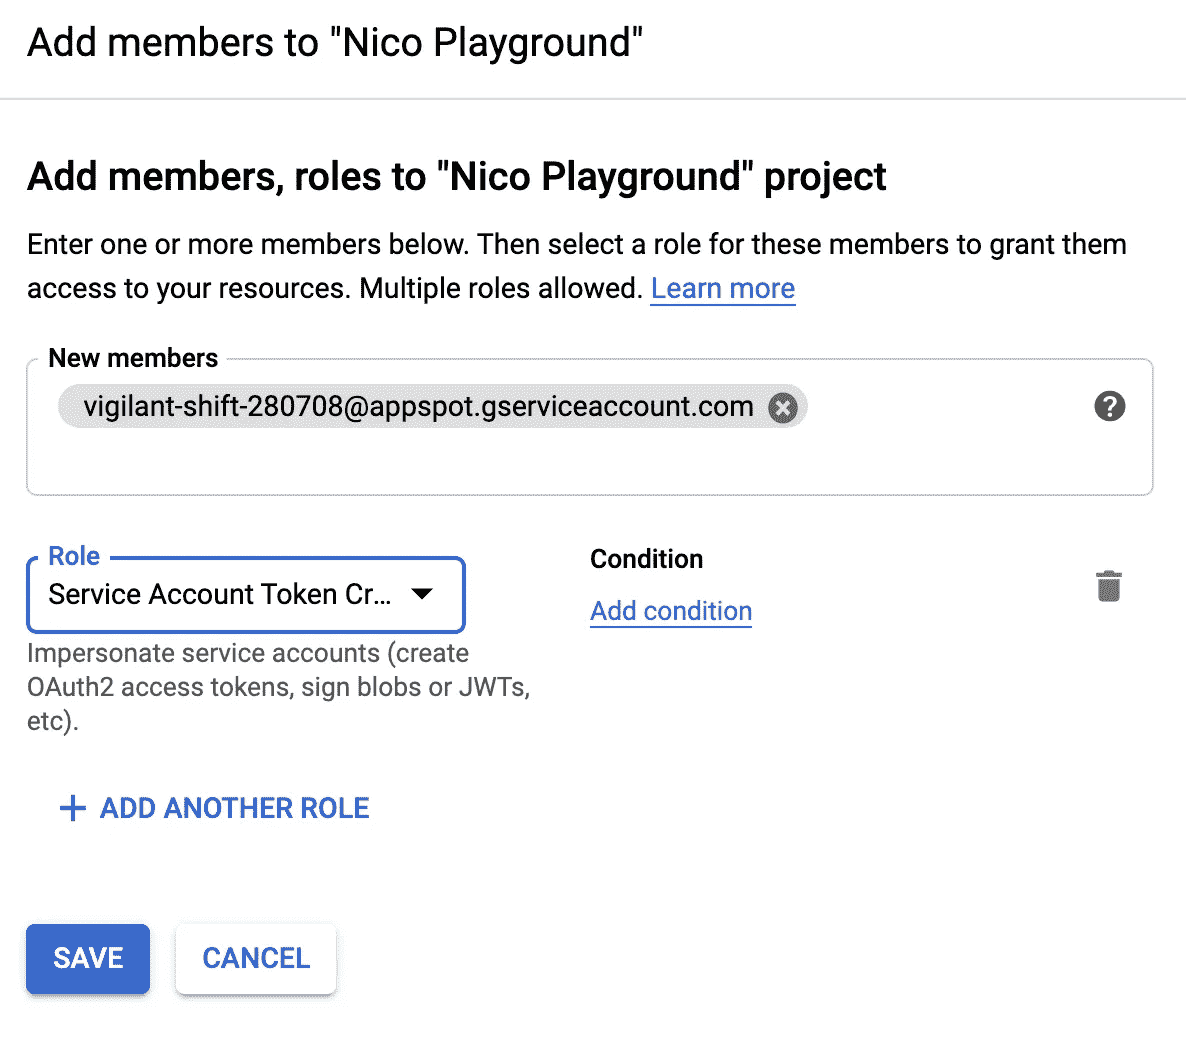 Add members to "Nico Playground"
Add members, roles to "Nico Playground" project
Enter one or more members below. Then select a role for these members to grant them
access to your resources. Multiple roles allowed. Learn more
New members
vigilant-shift-280708@appspot.gserviceaccount.com
Role
Service Account Token Cr...
Condition
Add condition
Impersonate service accounts (create
OAuth2 access tokens, sign blobs or JWTs,
etc).
+ ADD ANOTHER ROLE
SAVE
CANCEL